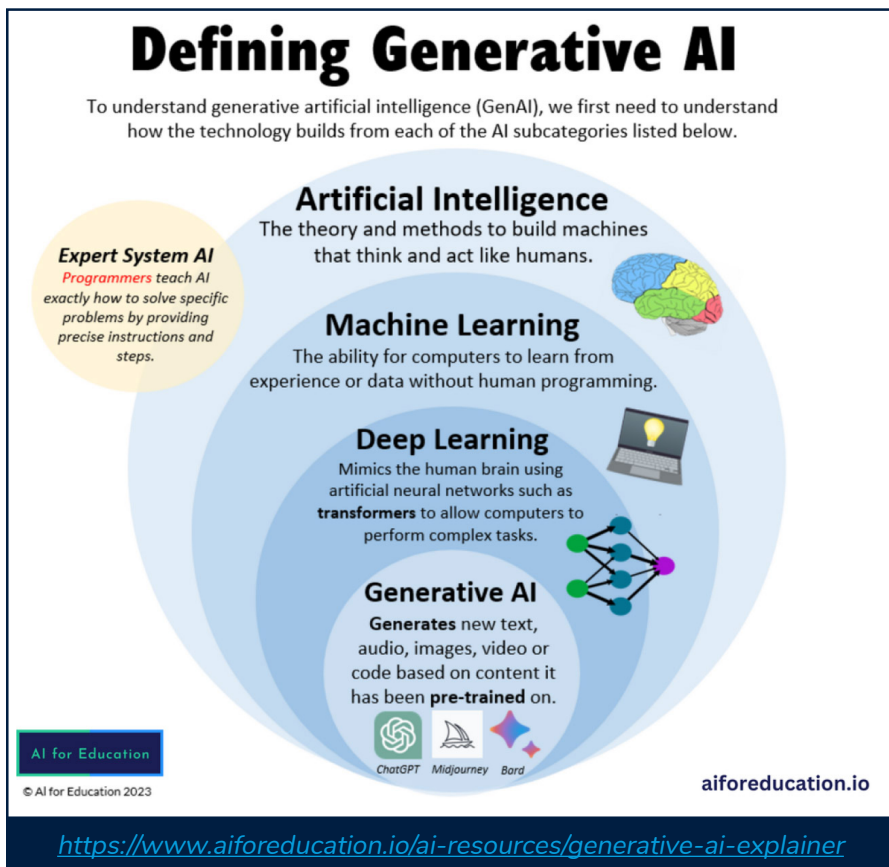 Defining Generative AI
To understand generative artificial intelligence (GenAI), we first need to understand
how the technology builds from each of the AI subcategories listed below.
Artificial Intelligence
The theory and methods to build machines
that think and act like humans.
Expert System AI
Programmers teach AI
exactly how to solve specific
problems by providing
precise instructions and
steps.
Machine Learning
The ability for computers to learn from
experience or data without human programming.
Deep Learning
Mimics the human brain using
artificial neural networks such as
transformers to allow computers to
perform complex tasks.
Generative AI
Generates new text,
audio, images, video or
code based on content it
has been pre-trained on.
ChatGPT Midjourney Bard
AI for Education
© AI for Education 2023
aiforeducation.io
https://www.aiforeducation.io/ai-resources/generative-ai-explainer